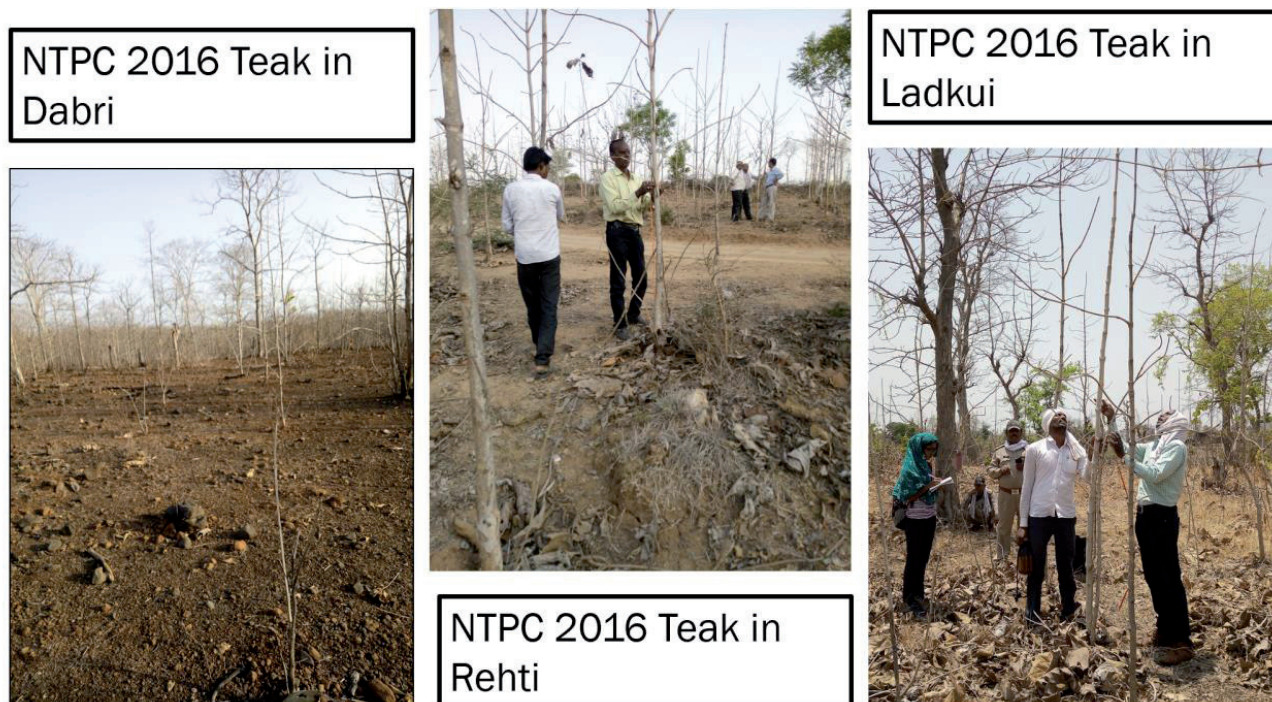 NTPC 2016 Teak in
Dabri
NTPC 2016 Teak in
Rehti
NTPC 2016 Teak in
Ladkui